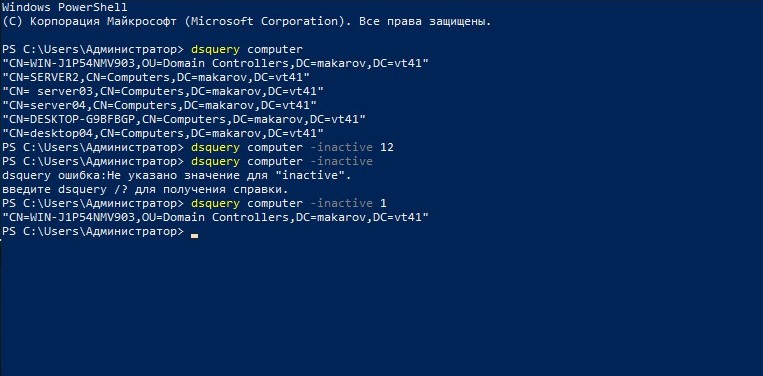 Windows PowerShell
(C) Корпорация Майкрософт (Microsoft Corporation). Все права защищены.
PS C:\Users\Администратор> dsquery computer
"CN=WIN-J1P54NMV903,OU=Domain Controllers,DC=makarov,DC=vt41"
"CN=SERVER2,CN=Computers,DC=makarov,DC=vt41"
"CN= server03,CN=Computers,DC=makarov,DC=vt41"
"CN=server04,CN=Computers,DC=makarov,DC=vt41"
"CN=DESKTOP-G9BFBGP,CN=Computers,DC=makarov,DC=vt41"
"CN=desktop04,CN=Computers,DC=makarov,DC=vt41"
PS C:\Users\Администратор> dsquery computer -inactive 12
PS C:\Users\Администратор> dsquery computer -inactive
dsquery ошибка:Не указано значение для "inactive".
введите dsquery /? для получения справки.
PS C:\Users\Администратор> dsquery computer -inactive 1
"CN=WIN-J1P54NMV903,OU=Domain Controllers,DC=makarov,DC=vt41"
PS C:\Users\Администратор>